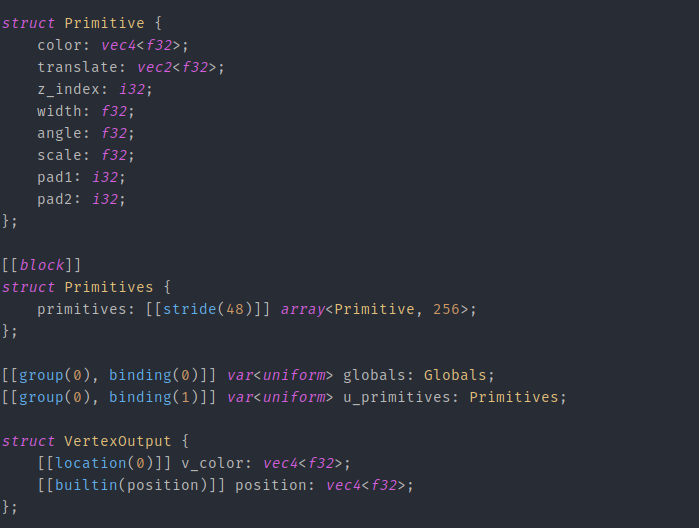 struct Primitive {
    color: vec4<f32>;
    translate: vec2<f32>;
    z_index: i32;
    width: f32;
    angle: f32;
    scale: f32;
    pad1: i32;
    pad2: i32;
};

[[block]]
struct Primitives {
    primitives: [[stride(48)]] array<Primitive, 256>;
};

[[group(0), binding(0)]] var<uniform> globals: Globals;
[[group(0), binding(1)]] var<uniform> u_primitives: Primitives;

struct VertexOutput {
    [[location(0)]] v_color: vec4<f32>;
    [[builtin(position)]] position: vec4<f32>;
};